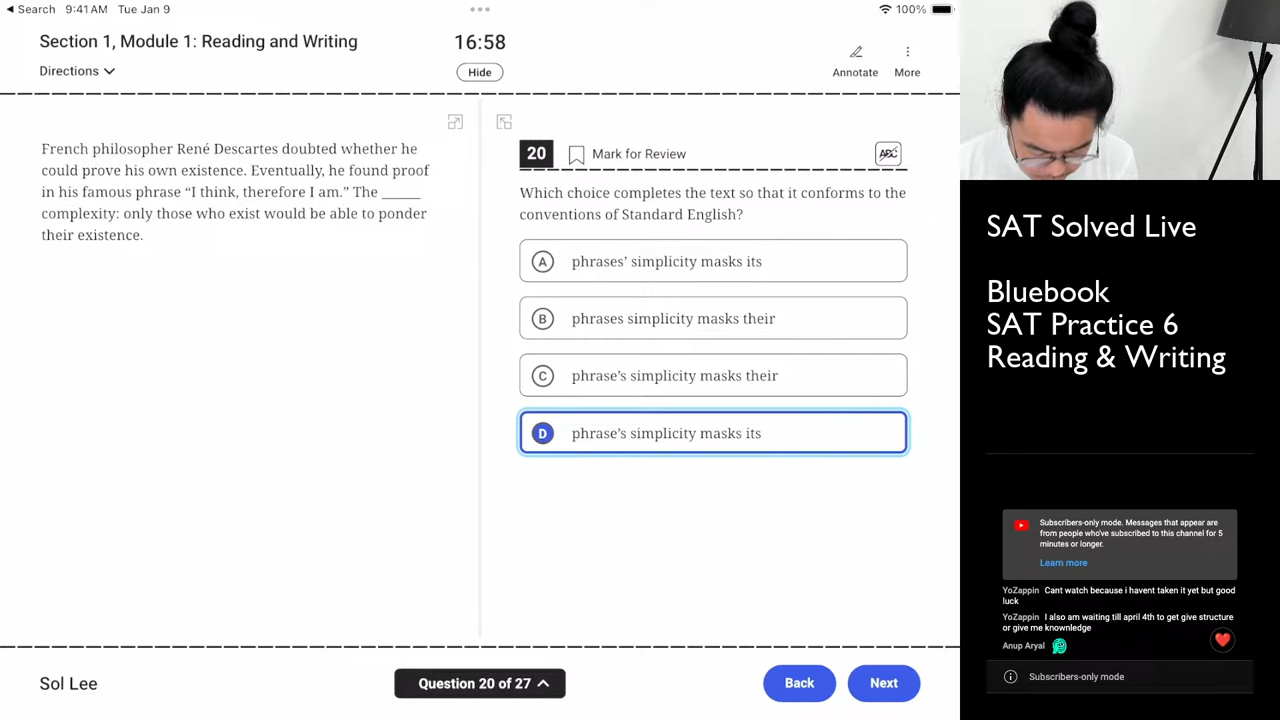 Search 9:41 AM Tue Jan 9
100%
Section 1, Module 1: Reading and Writing
Directions
16:58
Hide
Annotate
More
French philosopher René Descartes doubted whether he
could prove his own existence. Eventually, he found proof
in his famous phrase “I think, therefore I am.” The ______
complexity: only those who exist would be able to ponder
their existence.
20
Mark for Review
ABC
Which choice completes the text so that it conforms to the
conventions of Standard English?
A phrases’ simplicity masks its
B phrases simplicity masks their
C phrase’s simplicity masks their
D phrase’s simplicity masks its
Sol Lee
Question 20 of 27
Back
Next
SAT Solved Live
Bluebook
SAT Practice 6
Reading & Writing
Subscribers-only mode. Messages that appear are
from people who've subscribed to this channel for 5
minutes or longer.
Learn more
YoZappin Cant watch because i havent taken it yet but good
luck
YoZappin I also am waiting till april 4th to get give structure
or give me knownledge
Anup Aryal
Subscribers-only mode